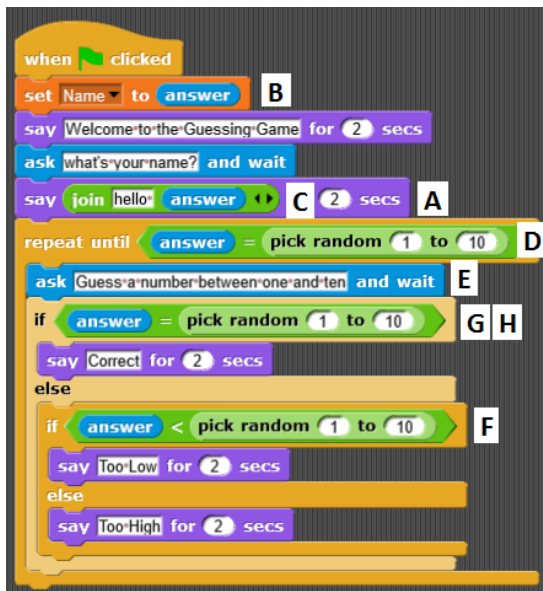 when clicked
set Name to answer B
say Welcome to the Guessing Game for 2 secs
ask what's your name? and wait
say join hello answer C 2 secs A
repeat until answer = pick random 1 to 10 D
ask Guess a number between one and ten and wait E
if answer = pick random 1 to 10 G H
say Correct for 2 secs
else
if answer < pick random 1 to 10 F
say Too Low for 2 secs
else
say Too High for 2 secs